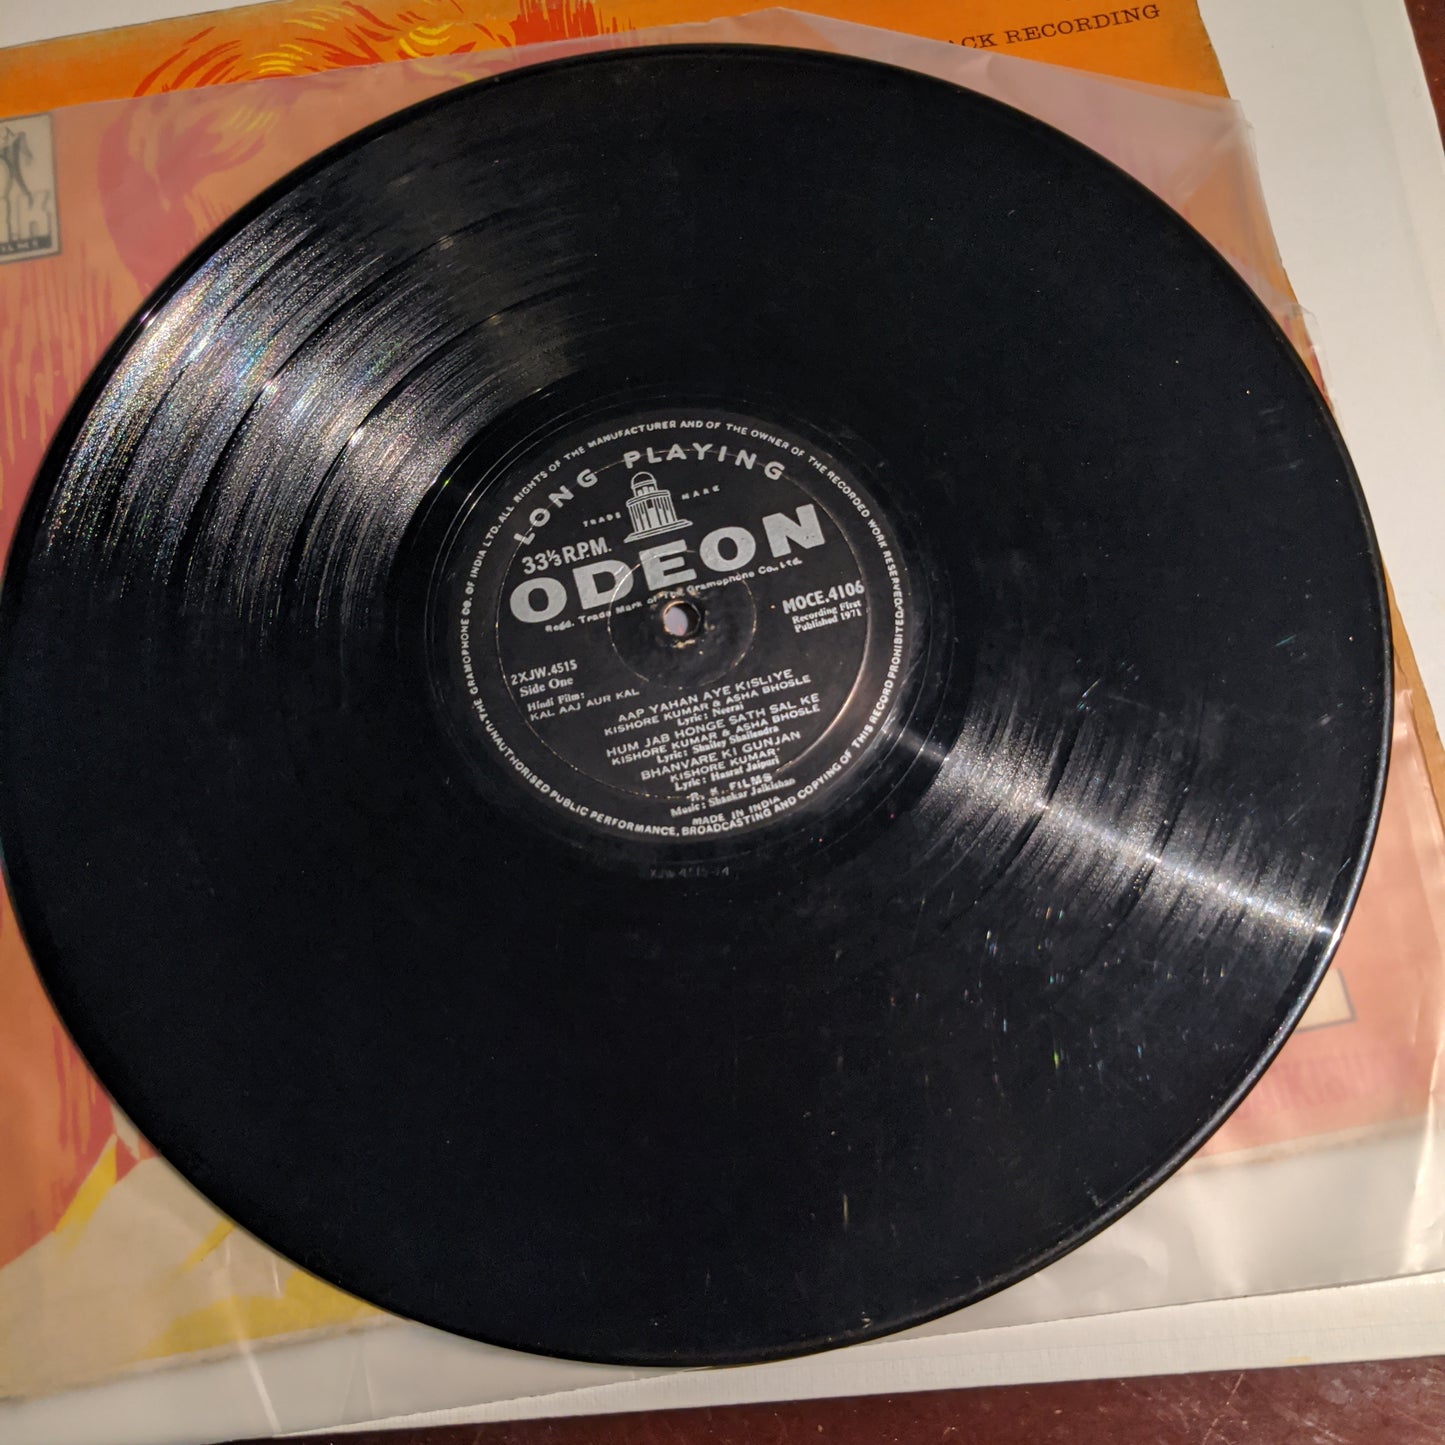 ACK RECORDING
FILMS
THE GRAMOPHONE CO. OF INDIA LTD. ALL RIGHTS OF THE MANUFACTURER AND OF THE OWNER OF THE RECORDED WORK RESERVED
UNAUTHORISED PUBLIC PERFORMANCE, BROADCASTING AND COPYING OF THIS RECORD PROHIBITED
LONG PLAYING
TRADE MARK
33⅓ R.P.M.
ODEON
Regd. Trade Mark of The Gramophone Co., Ltd.
MOCE.4106
Recording First
Published 1971
2XJW.4515
Side One
Hindi Film:
KAL AAJ AUR KAL
AAP YAHAN AYE KISLIYE
KISHORE KUMAR & ASHA BHOSLE
Lyric: Neeraj
HUM JAB HONGE SATH SAL KE
KISHORE KUMAR & ASHA BHOSLE
Lyric: Shailey Shailendra
BHANVARE KI GUNJAN
KISHORE KUMAR
Lyric: Hasrat Jaipuri
R. K. FILMS
Music: Shankar Jaikishan
MADE IN INDIA